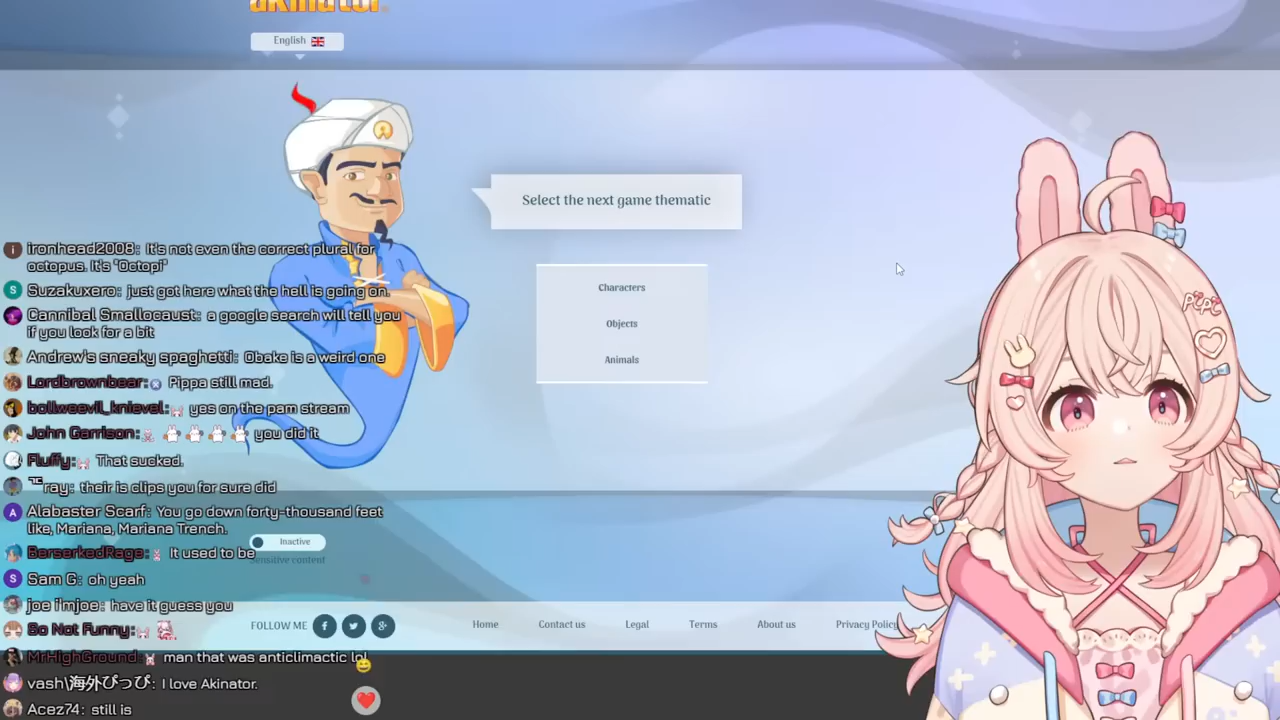 akinator
English
Select the next game thematic
Characters
Objects
Animals
ironhead2008: It's not even the correct plural for
octopus. It's "Octopi"
Suzakuxero: just got here what the hell is going on.
Cannibal Smallocaust: a google search will tell you
if you look for a bit
Andrew's sneaky spaghetti: Obake is a weird one
Lordbrownbear: Pippa still mad.
bollweevil_knievel: yes on the pam stream
John Garrison: you did it
Fluffy: That sucked.
ray: their is clips you for sure did
Alabaster Scarf: You go down forty-thousand feet
like, Mariana, Mariana Trench.
BerserkedRage: It used to be
Sam G: oh yeah
joe i'mjoe: have it guess you
So Not Funny:
MrHighGround: man that was anticlimactic lol
vash\海外ぴっぴ: I love Akinator.
Acez74: still is
Inactive
Sensitive content
FOLLOW ME
Home
Contact us
Legal
Terms
About us
Privacy Policy
pipi